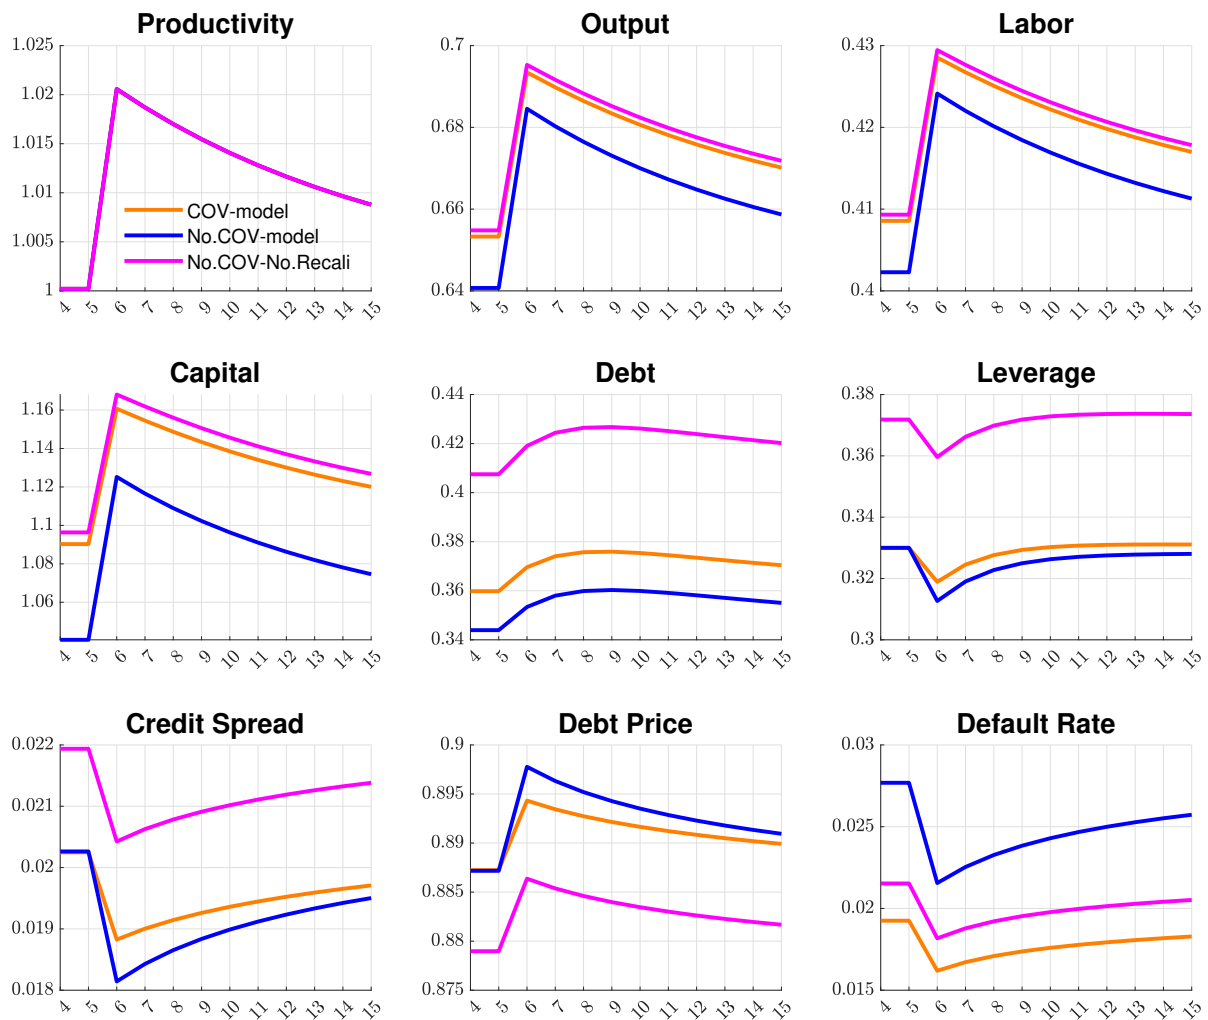 Productivity
1.025
1.02
1.015
1.01
1.005
1
COV-model
No.COV-model
No.COV-No.Recali
4 5 6 7 8 9 10 11 12 13 14 15
Output
0.7
0.68
0.66
0.64
4 5 6 7 8 9 10 11 12 13 14 15
Labor
0.43
0.42
0.41
0.4
4 5 6 7 8 9 10 11 12 13 14 15
Capital
1.16
1.14
1.12
1.1
1.08
1.06
4 5 6 7 8 9 10 11 12 13 14 15
Debt
0.44
0.42
0.4
0.38
0.36
0.34
4 5 6 7 8 9 10 11 12 13 14 15
Leverage
0.38
0.36
0.34
0.32
0.3
4 5 6 7 8 9 10 11 12 13 14 15
Credit Spread
0.022
0.021
0.02
0.019
0.018
4 5 6 7 8 9 10 11 12 13 14 15
Debt Price
0.9
0.895
0.89
0.885
0.88
0.875
4 5 6 7 8 9 10 11 12 13 14 15
Default Rate
0.03
0.025
0.02
0.015
4 5 6 7 8 9 10 11 12 13 14 15